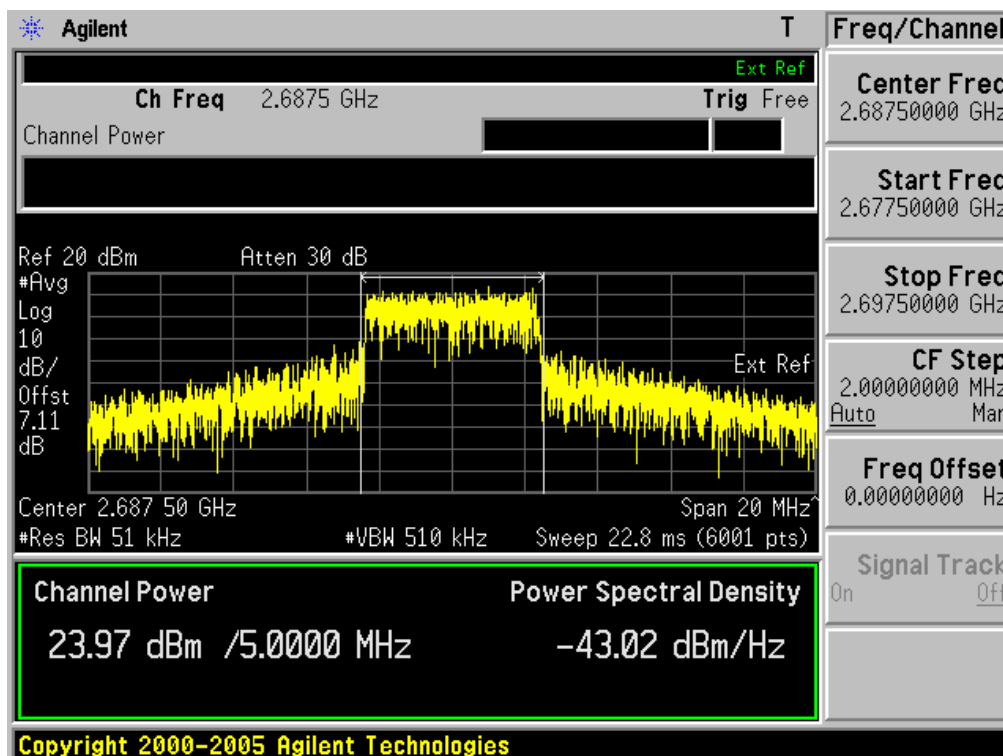 Agilent T
Ext Ref
Ch Freq 2.6875 GHz Trig Free
Channel Power
Ref 20 dBm Atten 30 dB
#Avg
Log
10
dB/
Offst
7.11
dB
Ext Ref
Center 2.687 50 GHz Span 20 MHz^
#Res BW 51 kHz #VBW 510 kHz Sweep 22.8 ms (6001 pts)
Channel Power Power Spectral Density
23.97 dBm /5.0000 MHz -43.02 dBm/Hz
Copyright 2000-2005 Agilent Technologies
Freq/Channel
Center Freq
2.68750000 GHz
Start Freq
2.67750000 GHz
Stop Freq
2.69750000 GHz
CF Step
2.00000000 MHz
Auto Man
Freq Offset
0.00000000 Hz
Signal Track
On Off